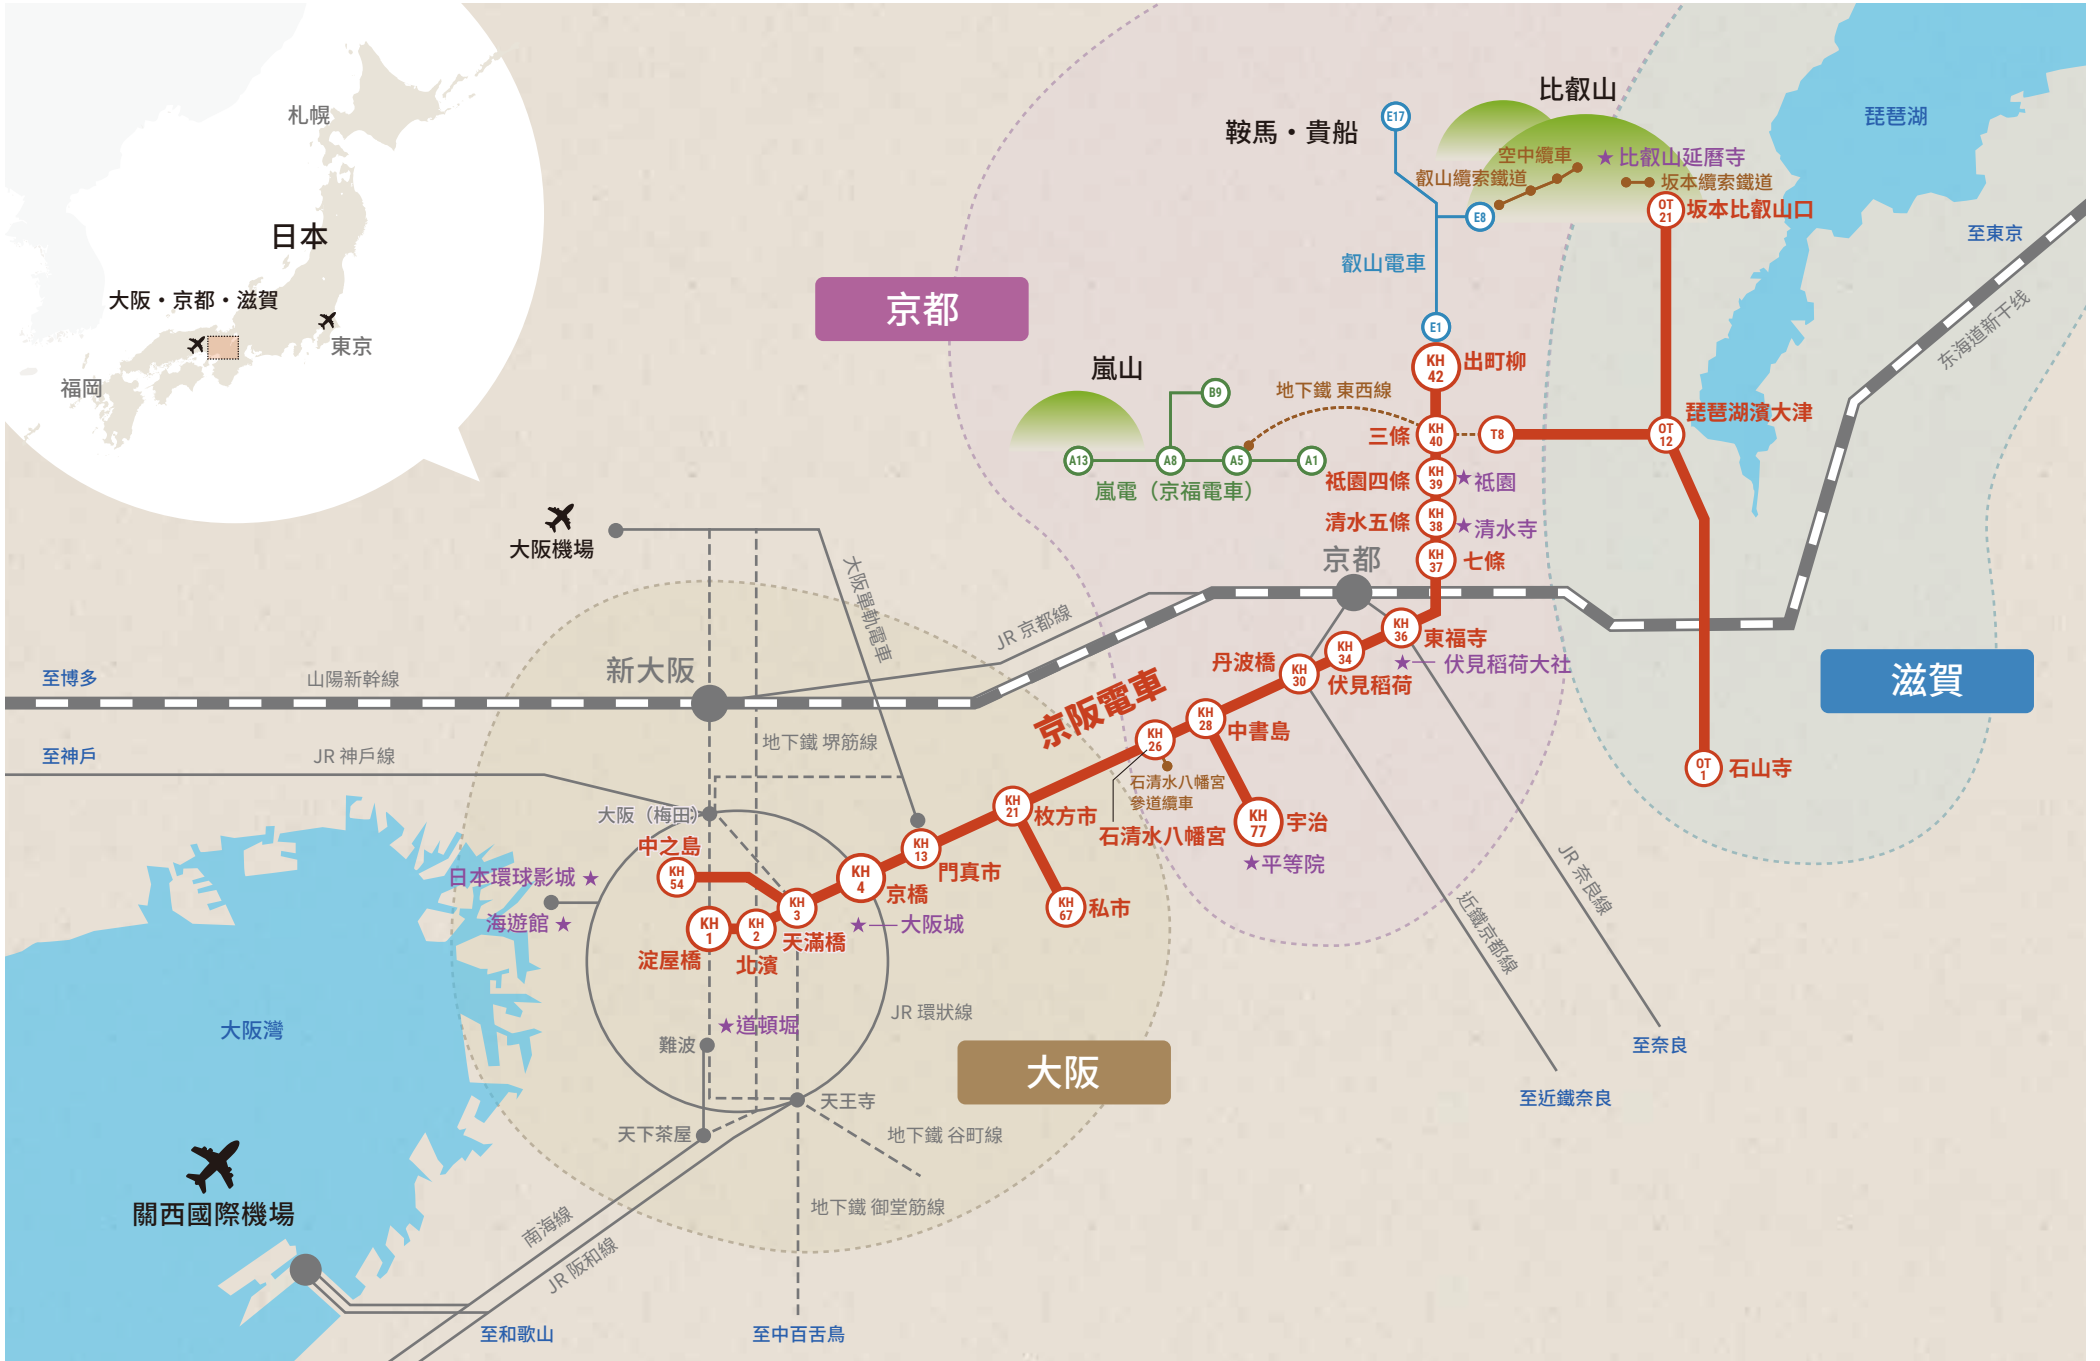 札幌
日本
大阪・京都・滋賀
東京
福岡
比叡山
鞍馬・貴船
E17
空中纜車
★比叡山延曆寺
叡山纜索鐵道
坂本纜索鐵道
E8
OT 21
坂本比叡山口
琵琶湖
至東京
东海道新干线
叡山電車
京都
E1
KH 42
出町柳
嵐山
B9
地下鐵 東西線
三條
KH 40
T8
OT 12
琵琶湖濱大津
A13
A8
A5
A1
嵐電（京福電車）
祇園四條
KH 39
★祇園
清水五條
KH 38
★清水寺
京都
KH 37
七條
大阪機場
大阪單軌電車
JR 京都線
KH 36
東福寺
KH 34
伏見稻荷
★伏見稻荷大社
丹波橋
KH 30
滋賀
新大阪
至博多
山陽新幹線
京阪電車
KH 28
中書島
KH 26
石清水八幡宮
參道纜車
石清水八幡宮
地下鐵 堺筋線
至神戶
JR 神戶線
OT 1
石山寺
大阪（梅田）
KH 21
枚方市
KH 77
宇治
★平等院
中之島
KH 54
KH 13
門真市
KH 4
京橋
日本環球影城★
海遊館★
KH 3
天滿橋
★大阪城
KH 67
私市
KH 1
淀屋橋
KH 2
北濱
JR 奈良線
近鐵京都線
大阪灣
★道頓堀
JR 環狀線
難波
大阪
至奈良
至近鐵奈良
天王寺
天下茶屋
地下鐵 谷町線
地下鐵 御堂筋線
關西國際機場
南海線
JR 阪和線
至和歌山
至中百舌鳥